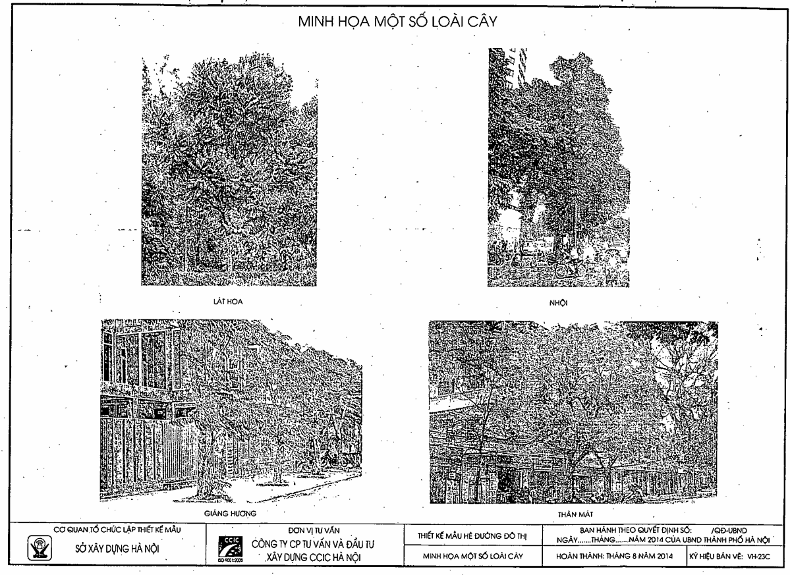 MINH HỌA MỘT SỐ LOÀI CÂY
LÁT HOA
NHỘI
GIÁNG HƯƠNG
THÀN MÁT
CƠ QUAN TỔ CHỨC LẬP THIẾT KẾ MẪU
SỞ XÂY DỰNG HÀ NỘI
CCIC
ISO 9001:2008
ĐƠN VỊ TƯ VẤN
CÔNG TY CP TƯ VẤN VÀ ĐẦU TƯ
XÂY DỰNG CCIC HÀ NỘI
THIẾT KẾ MẪU HÈ ĐƯỜNG ĐÔ THỊ
MINH HỌA MỘT SỐ LOÀI CÂY
BAN HÀNH THEO QUYẾT ĐỊNH SỐ: /QĐ-UBND
NGÀY.......THÁNG.......NĂM 2014 CỦA UBND THÀNH PHỐ HÀ NỘI
HOÀN THÀNH: THÁNG 8 NĂM 2014
KÝ HIỆU BẢN VẼ: VH-23C